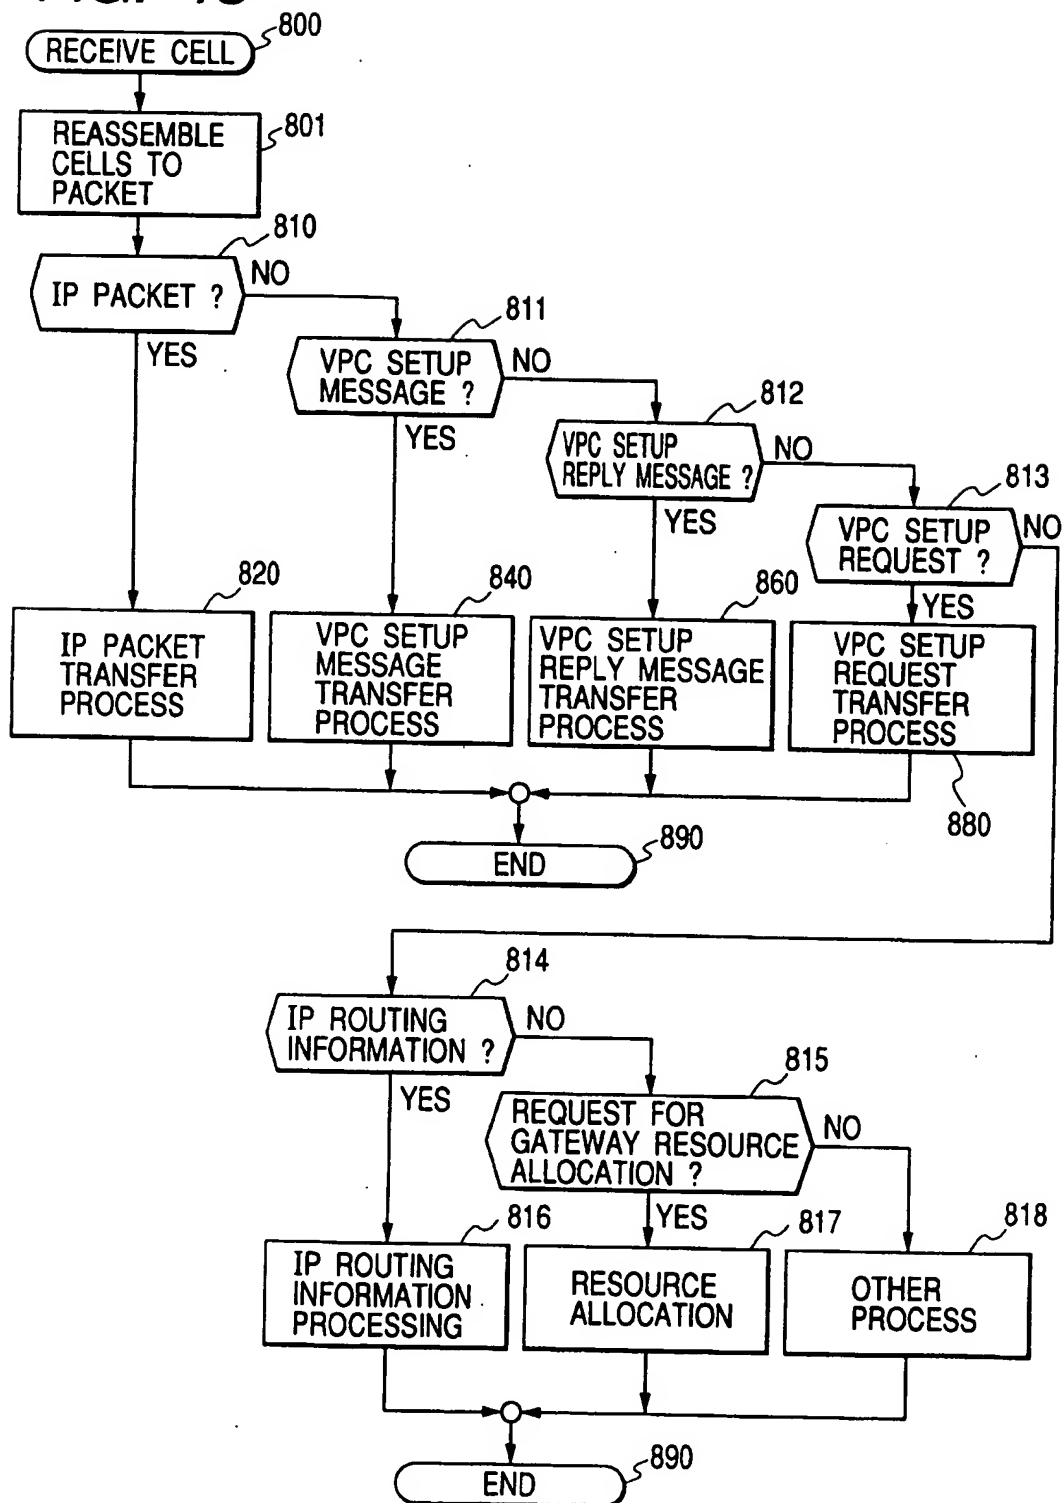 800
RECEIVE CELL
801
REASSEMBLE
CELLS TO
PACKET
810
IP PACKET ?
NO
YES
811
VPC SETUP
MESSAGE ?
NO
YES
812
VPC SETUP
REPLY MESSAGE ?
NO
YES
813
VPC SETUP
REQUEST ?
NO
YES
820
IP PACKET
TRANSFER
PROCESS
840
VPC SETUP
MESSAGE
TRANSFER
PROCESS
860
VPC SETUP
REPLY MESSAGE
TRANSFER
PROCESS
VPC SETUP
REQUEST
TRANSFER
PROCESS
880
END
890
814
IP ROUTING
INFORMATION ?
NO
YES
815
REQUEST FOR
GATEWAY RESOURCE
ALLOCATION ?
NO
YES
816
IP ROUTING
INFORMATION
PROCESSING
817
RESOURCE
ALLOCATION
818
OTHER
PROCESS
END
890